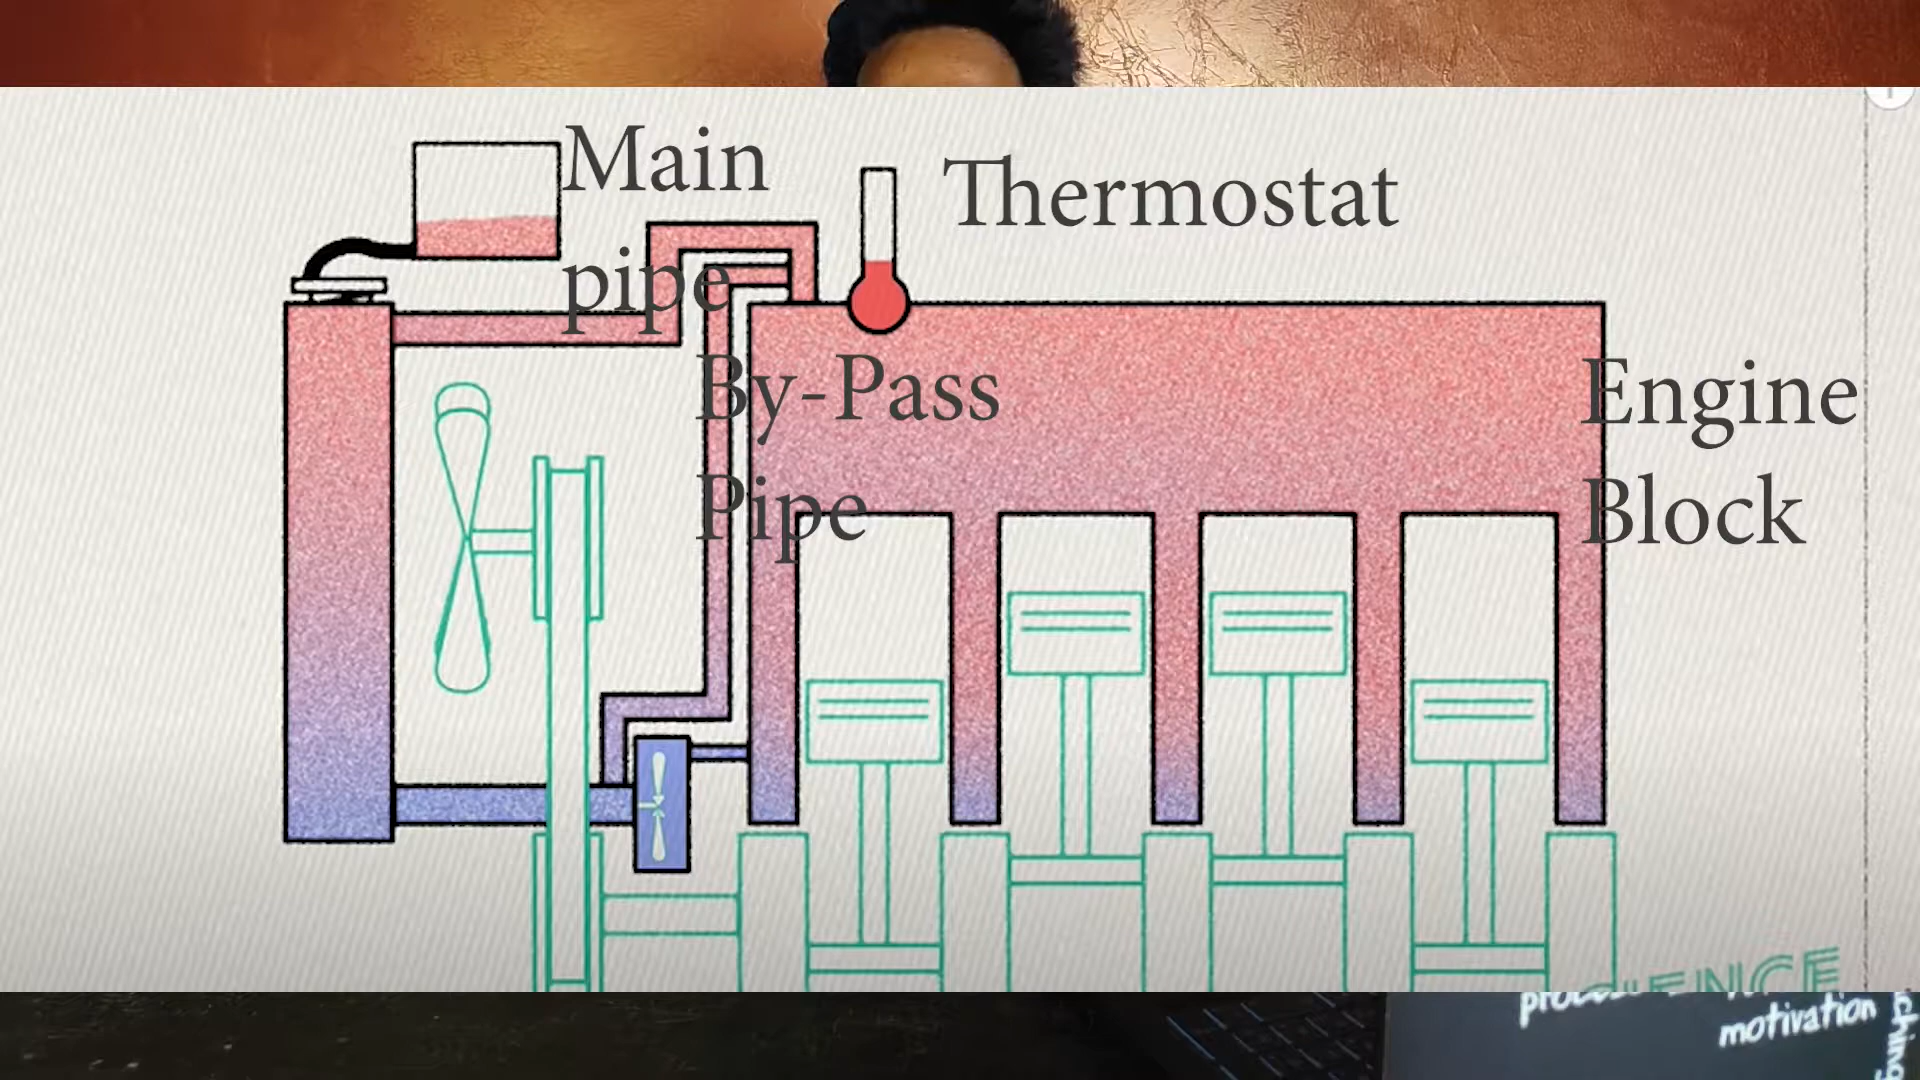 Main
pipe
Thermostat
By-Pass
Pipe
Engine
Block
motivation